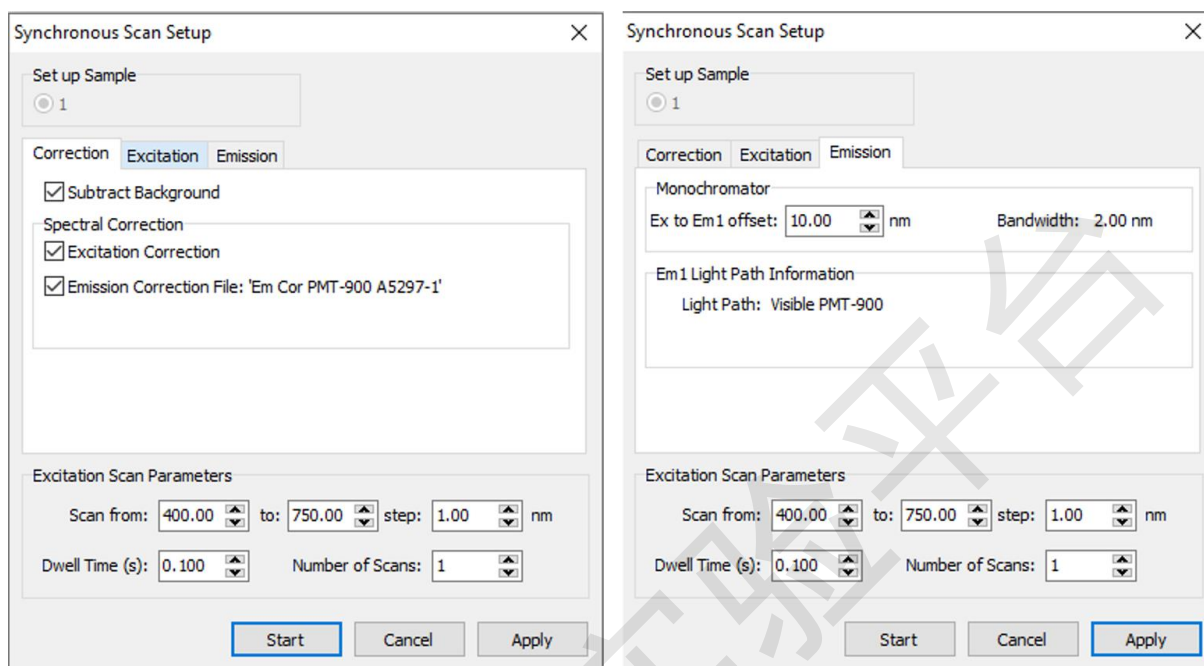 Synchronous Scan Setup
Set up Sample
1
Correction Excitation Emission
Subtract Background
Spectral Correction
Excitation Correction
Emission Correction File: 'Em Cor PMT-900 A5297-1'
Excitation Scan Parameters
Scan from: 400.00 to: 750.00 step: 1.00 nm
Dwell Time (s): 0.100 Number of Scans: 1
Start Cancel Apply
Synchronous Scan Setup
Set up Sample
1
Correction Excitation Emission
Monochromator
Ex to Em1 offset: 10.00 nm Bandwidth: 2.00 nm
Em1 Light Path Information
Light Path: Visible PMT-900
Excitation Scan Parameters
Scan from: 400.00 to: 750.00 step: 1.00 nm
Dwell Time (s): 0.100 Number of Scans: 1
Start Cancel Apply
验平台